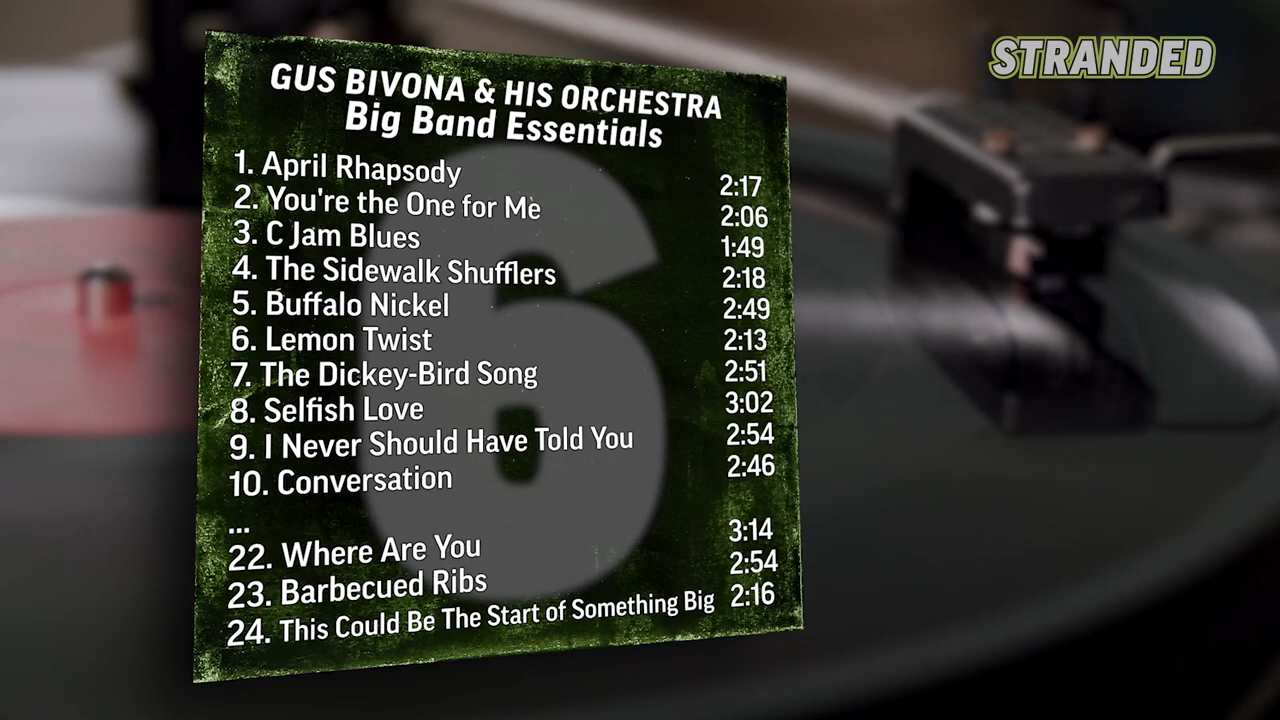 STRANDED
GUS BIVONA & HIS ORCHESTRA
Big Band Essentials
1. April Rhapsody 2:17
2. You're the One for Me 2:06
3. C Jam Blues 1:49
4. The Sidewalk Shufflers 2:18
5. Buffalo Nickel 2:49
6. Lemon Twist 2:13
7. The Dickey-Bird Song 2:51
8. Selfish Love 3:02
9. I Never Should Have Told You 2:54
10. Conversation 2:46
...
22. Where Are You 3:14
23. Barbecued Ribs 2:54
24. This Could Be The Start of Something Big 2:16
6